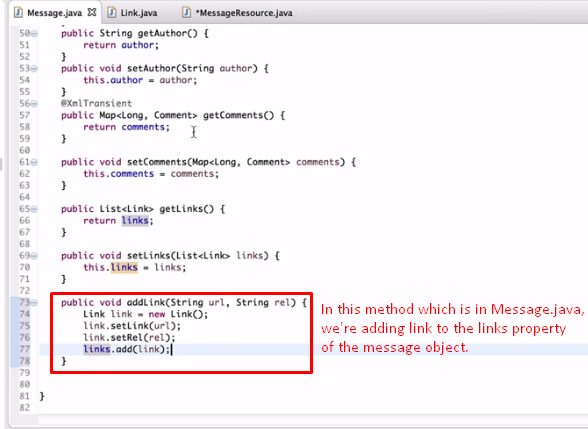 Message.java Link.java *MessageResource.java
50 public String getAuthor() {
51 return author;
52 }
53 public void setAuthor(String author) {
54 this.author = author;
55 }
56 @XmlTransient
57 public Map<Long, Comment> getComments() {
58 return comments;
59 }
60
61 public void setComments(Map<Long, Comment> comments) {
62 this.comments = comments;
63 }
64
65 public List<Link> getLinks() {
66 return links;
67 }
68
69 public void setLinks(List<Link> links) {
70 this.links = links;
71 }
72
73 public void addLink(String url, String rel) {
74 Link link = new Link();
75 link.setLink(url);
76 link.setRel(rel);
77 links.add(link);
78 }
79
80
81 }
82
In this method which is in Message.java,
we're adding link to the links property
of the message object.